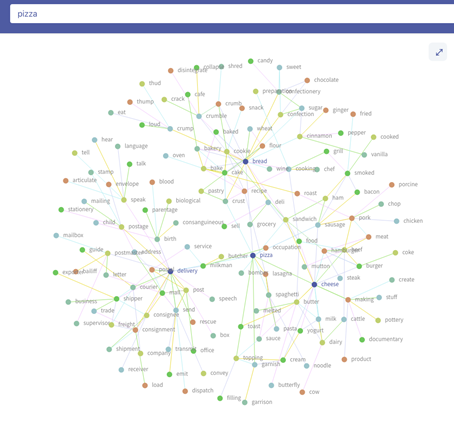 pizza
candy
collapse shred sweet
disintegrate
chocolate
thud
cafe confectionery
crack
thump crumb snack
sugar ginger
eat crumble confection fried
food crump baked wheat pepper
cinnamon cooked
hear language bakery cookie flour
tell oven grill vanilla
talk bread
stamp bake cake cooking chef smoked
articulate envelope blood porcine
pastry recipe roast bacon
mailing speak biological crust deli ham chop
stationery parentage
child consanguineous sandwich pork chicken
postage sell grocery sausage
mailbox birth food meat
guide address service occupation
postman butcher pizza beef coke
milkman mutton burger
bailiff letter delivery lasagna steak
courier cheese create
mail post spaghetti
business shipper speech butter making stuff
trade send melted
supervisor freight consignee rescue milk cattle pottery
consignment toast pasta yogurt
box sauce dairy documentary
shipment company office
topping cream product
receiver garnish noodle
emit convey
load butterfly
dispatch cow
filling garrison